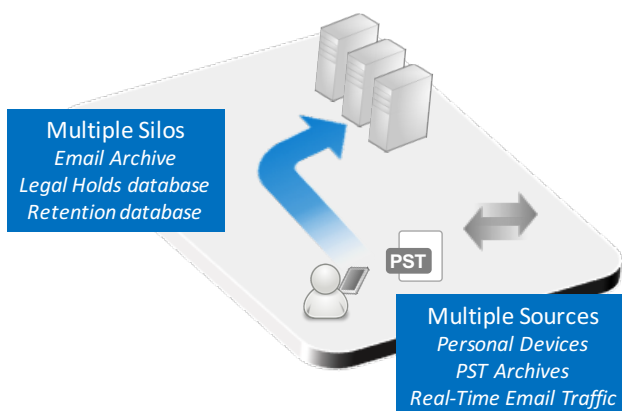 Multiple Silos
Email Archive
Legal Holds database
Retention database
PST
Multiple Sources
Personal Devices
PST Archives
Real-Time Email Traffic